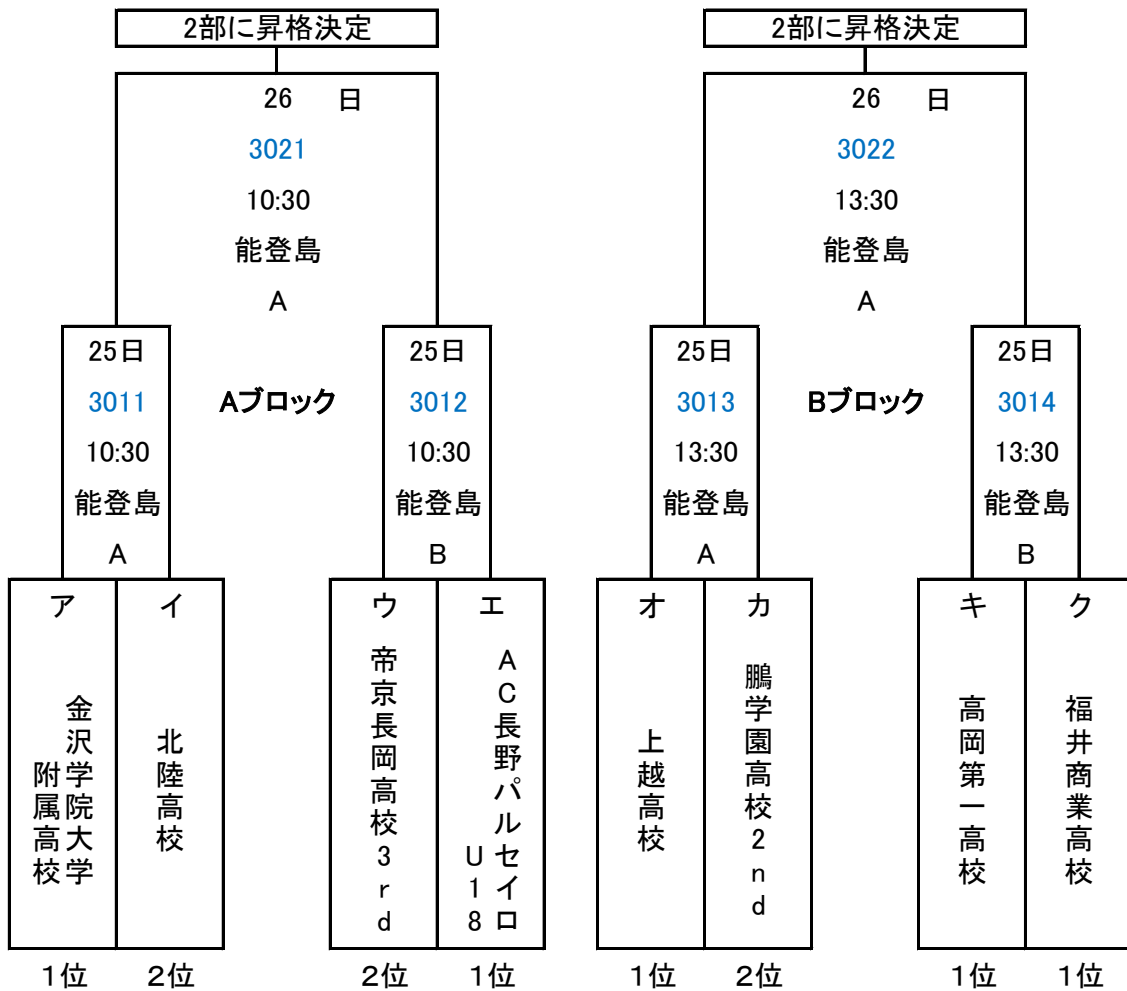 2部に昇格決定
26 日
3021
10:30
能登島
A
25日
3011
10:30
能登島
A
Aブロック
25日
3012
10:30
能登島
B
ア
金沢学院大学
附属高校
1位
イ
北陸高校
2位
ウ
帝京長岡高校3rd
2位
エ
AC長野パルセイロ
U18
1位
2部に昇格決定
26 日
3022
13:30
能登島
A
25日
3013
13:30
能登島
A
Bブロック
25日
3014
13:30
能登島
B
オ
上越高校
1位
カ
鵬学園高校2nd
2位
キ
高岡第一高校
1位
ク
福井商業高校
1位